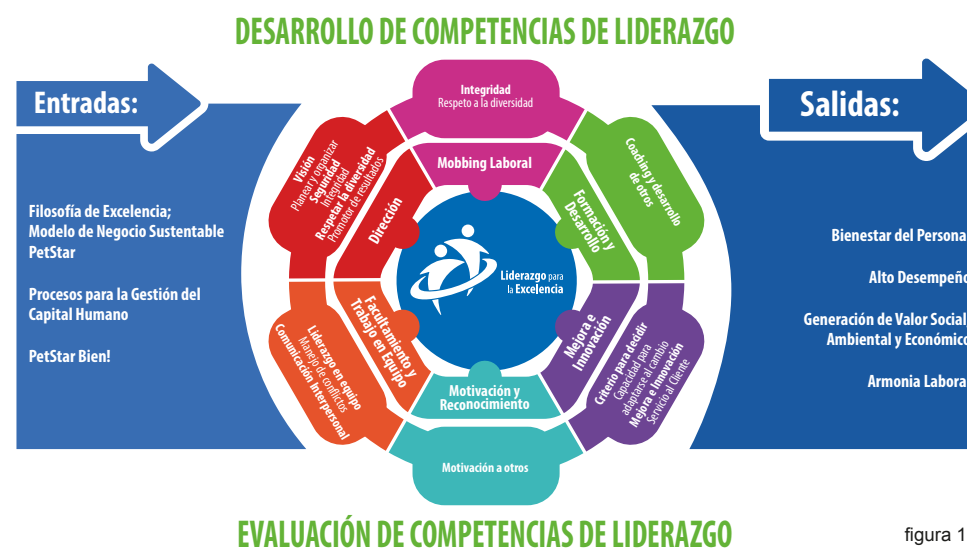 DESARROLLO DE COMPETENCIAS DE LIDERAZGO
Entradas:
Filosofía de Excelencia;
Modelo de Negocio Sustentable
PetStar
Procesos para la Gestión del
Capital Humano
PetStar Bien!
Integridad
Respeto a la diversidad
Mobbing Laboral
Visión
Planear y organizar
Seguridad
Integridad
Respetar la diversidad
Promotor de resultados
Dirección
Coaching y desarrollo
de otros
Formación y
Desarrollo
Liderazgo para
la Excelencia
Facultamiento y
Trabajo en Equipo
Liderazgo en equipo
Manejo de conflictos
Comunicación Interpersonal
Mejora e
Innovación
Criterio para decidir
Capacidad para
adaptarse al cambio
Mejora e Innovación
Servicio al Cliente
Motivación y
Reconocimiento
Motivación a otros
Salidas:
Bienestar del Persona
Alto Desempeño
Generación de Valor Social,
Ambiental y Económico
Armonia Labora
EVALUACIÓN DE COMPETENCIAS DE LIDERAZGO
figura 1